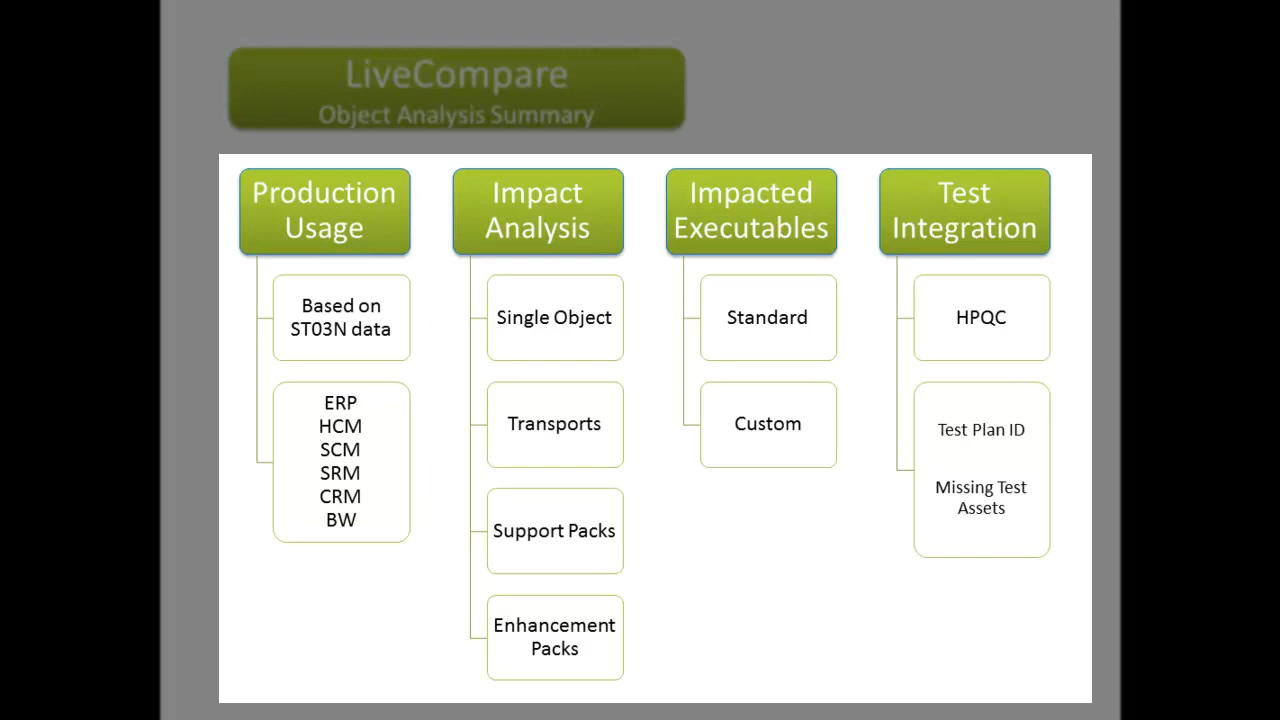 LiveCompare
Object Analysis Summary
Production
Usage
Based on
ST03N data
ERP
HCM
SCM
SRM
CRM
BW
Impact
Analysis
Single Object
Transports
Support Packs
Enhancement
Packs
Impacted
Executables
Standard
Custom
Test
Integration
HPQC
Test Plan ID
Missing Test
Assets